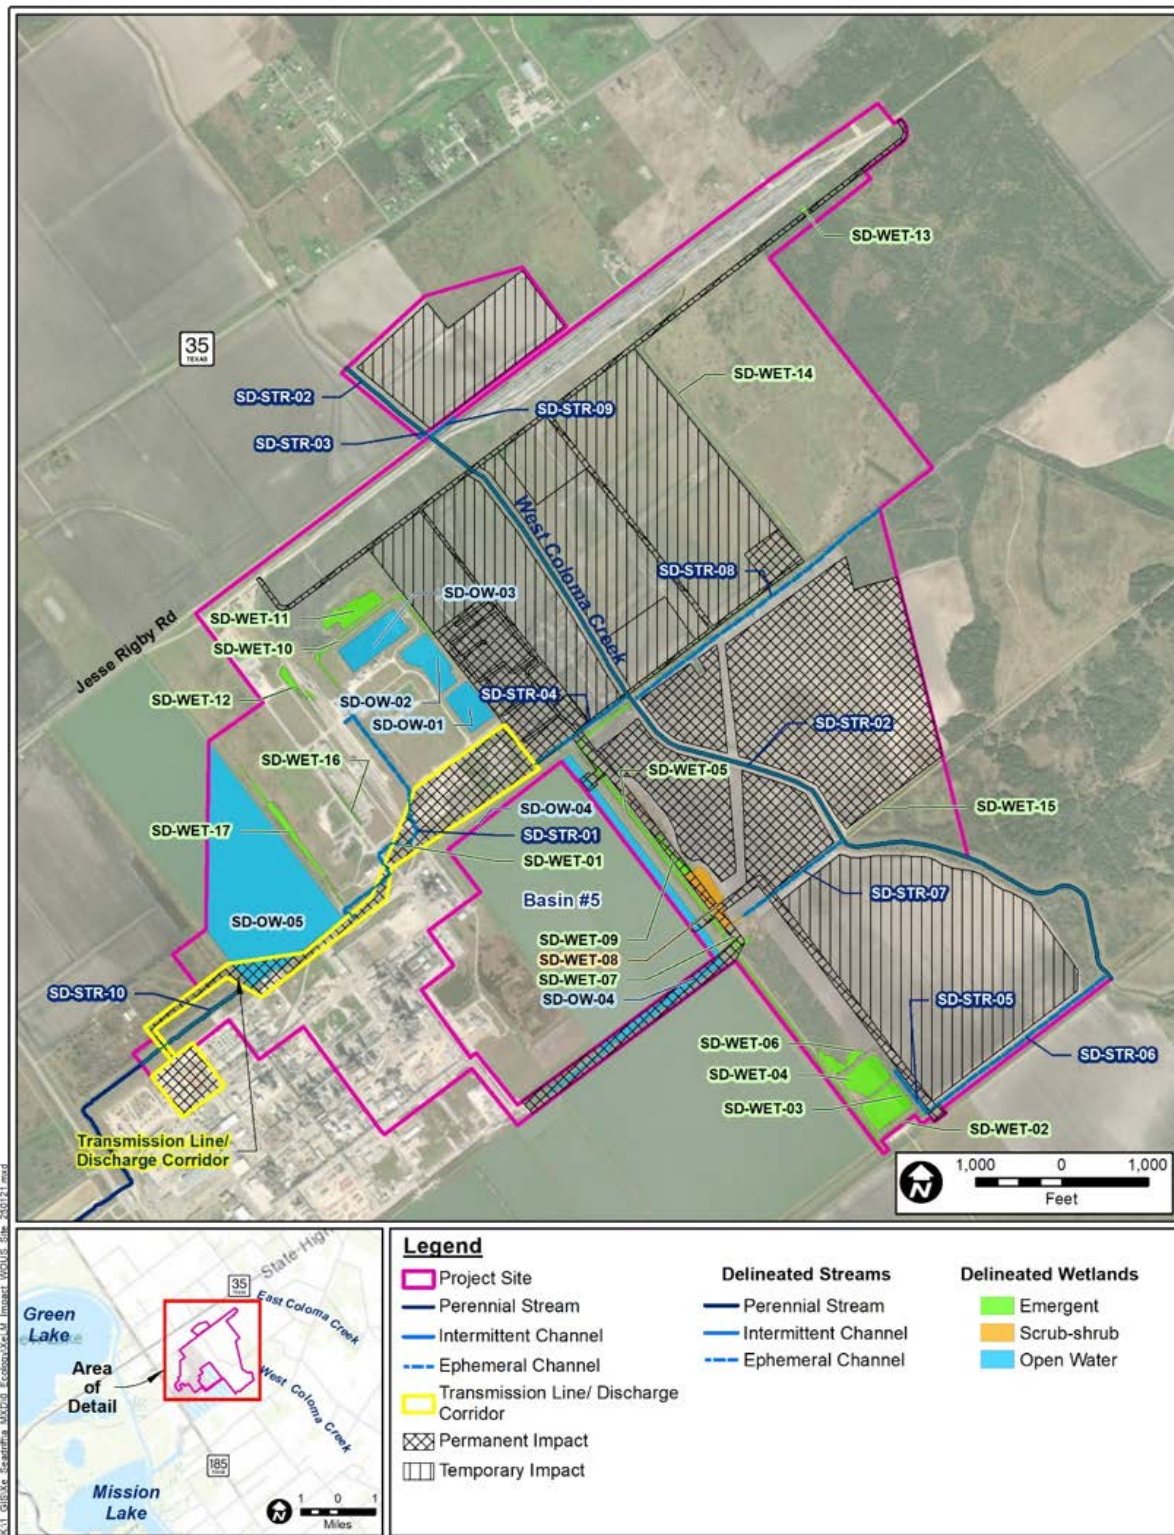 SD-WET-13
35
TEXAS
SD-WET-14
SD-STR-02
SD-STR-09
SD-STR-03
West Coloma Creek
SD-STR-08
SD-OW-03
SD-WET-11
SD-WET-10
Jesse Rigby Rd
SD-WET-12
SD-OW-02
SD-STR-04
SD-OW-01
SD-STR-02
SD-WET-16
SD-WET-05
SD-WET-15
SD-OW-04
SD-WET-17
SD-STR-01
SD-WET-01
SD-STR-07
Basin #5
SD-OW-05
SD-WET-09
SD-WET-08
SD-WET-07
SD-STR-10
SD-OW-04
SD-STR-05
SD-WET-06
SD-STR-06
SD-WET-04
SD-WET-03
SD-WET-02
Transmission Line/
Discharge Corridor
N
1,000 0 1,000
Feet
Green
Lake
Area
of
Detail
35
East Coloma Creek
West Coloma Creek
185
Mission
Lake
N
1 0 1
Miles
Legend
Project Site
Perennial Stream
Intermittent Channel
Ephemeral Channel
Transmission Line/ Discharge
Corridor
Permanent Impact
Temporary Impact
Delineated Streams
Perennial Stream
Intermittent Channel
Ephemeral Channel
Delineated Wetlands
Emergent
Scrub-shrub
Open Water